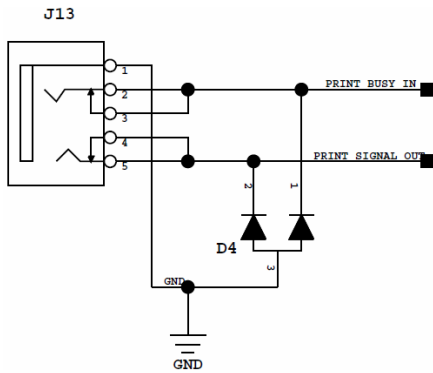 J13
1
2
PRINT BUSY IN
3
4
5
PRINT SIGNAL OUT
2
1
D4
3
GND
GND